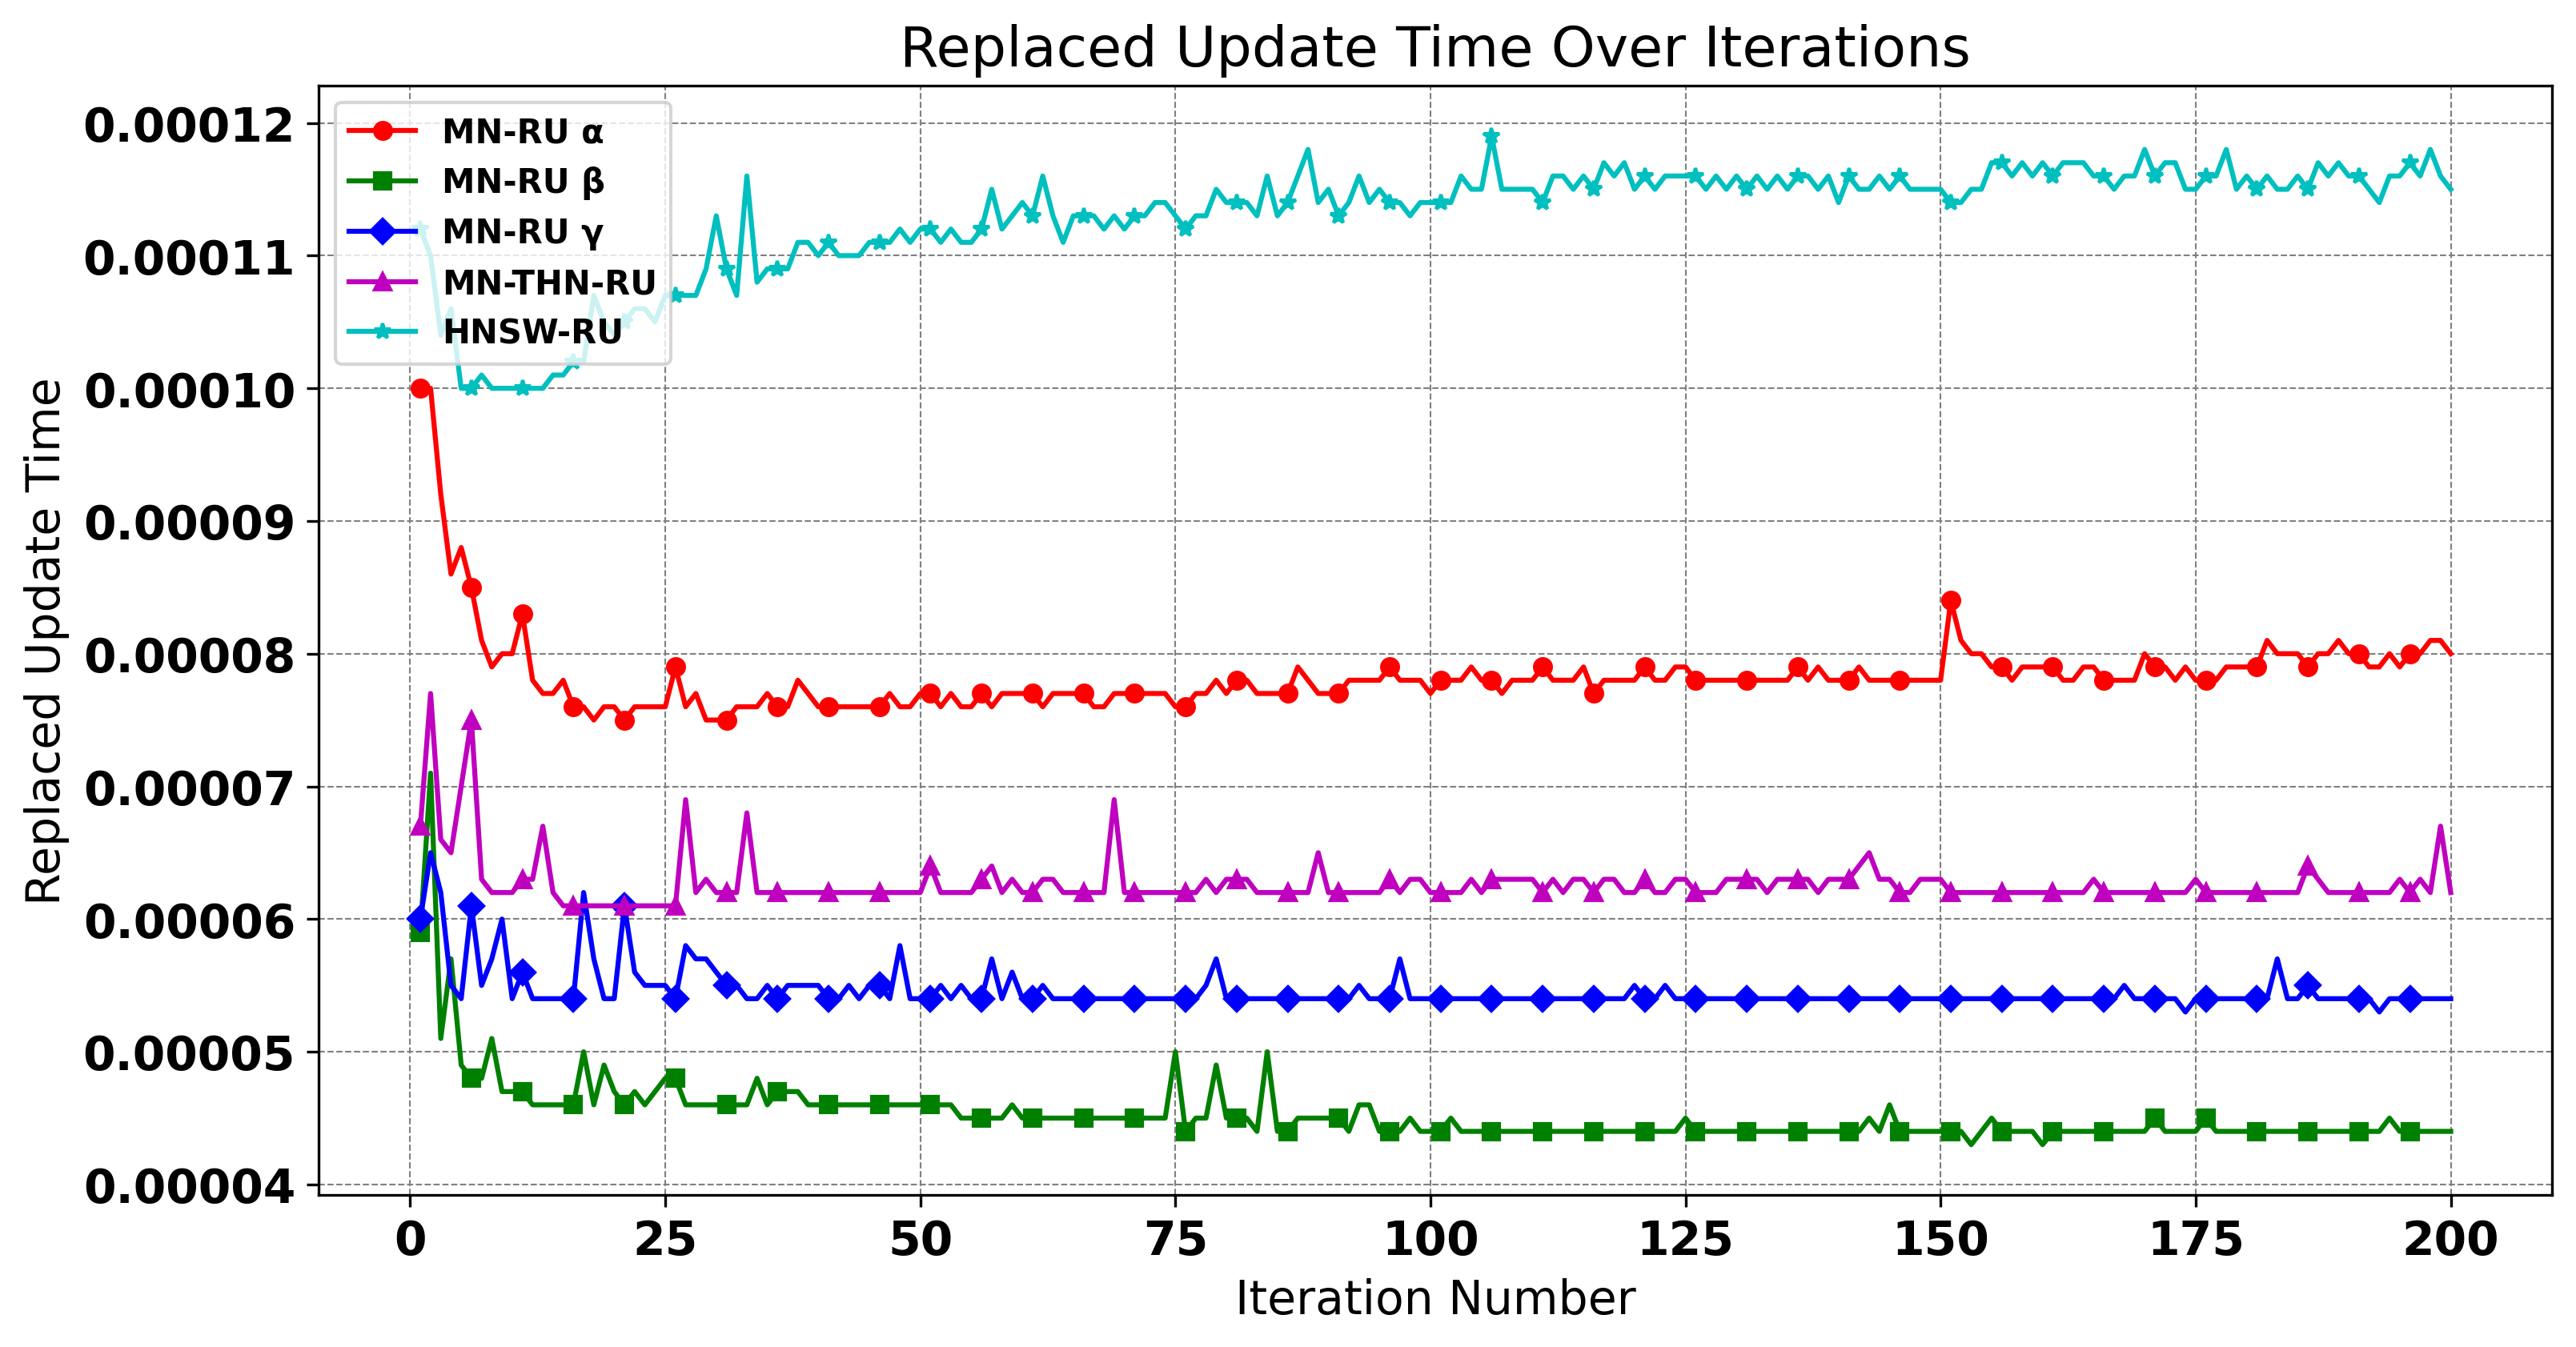 Replaced Update Time Over Iterations
0.00012
0.00011
0.00010
0.00009
0.00008
0.00007
0.00006
0.00005
0.00004
Replaced Update Time
MN-RU α
MN-RU β
MN-RU γ
MN-THN-RU
HNSW-RU
0 25 50 75 100 125 150 175 200
Iteration Number